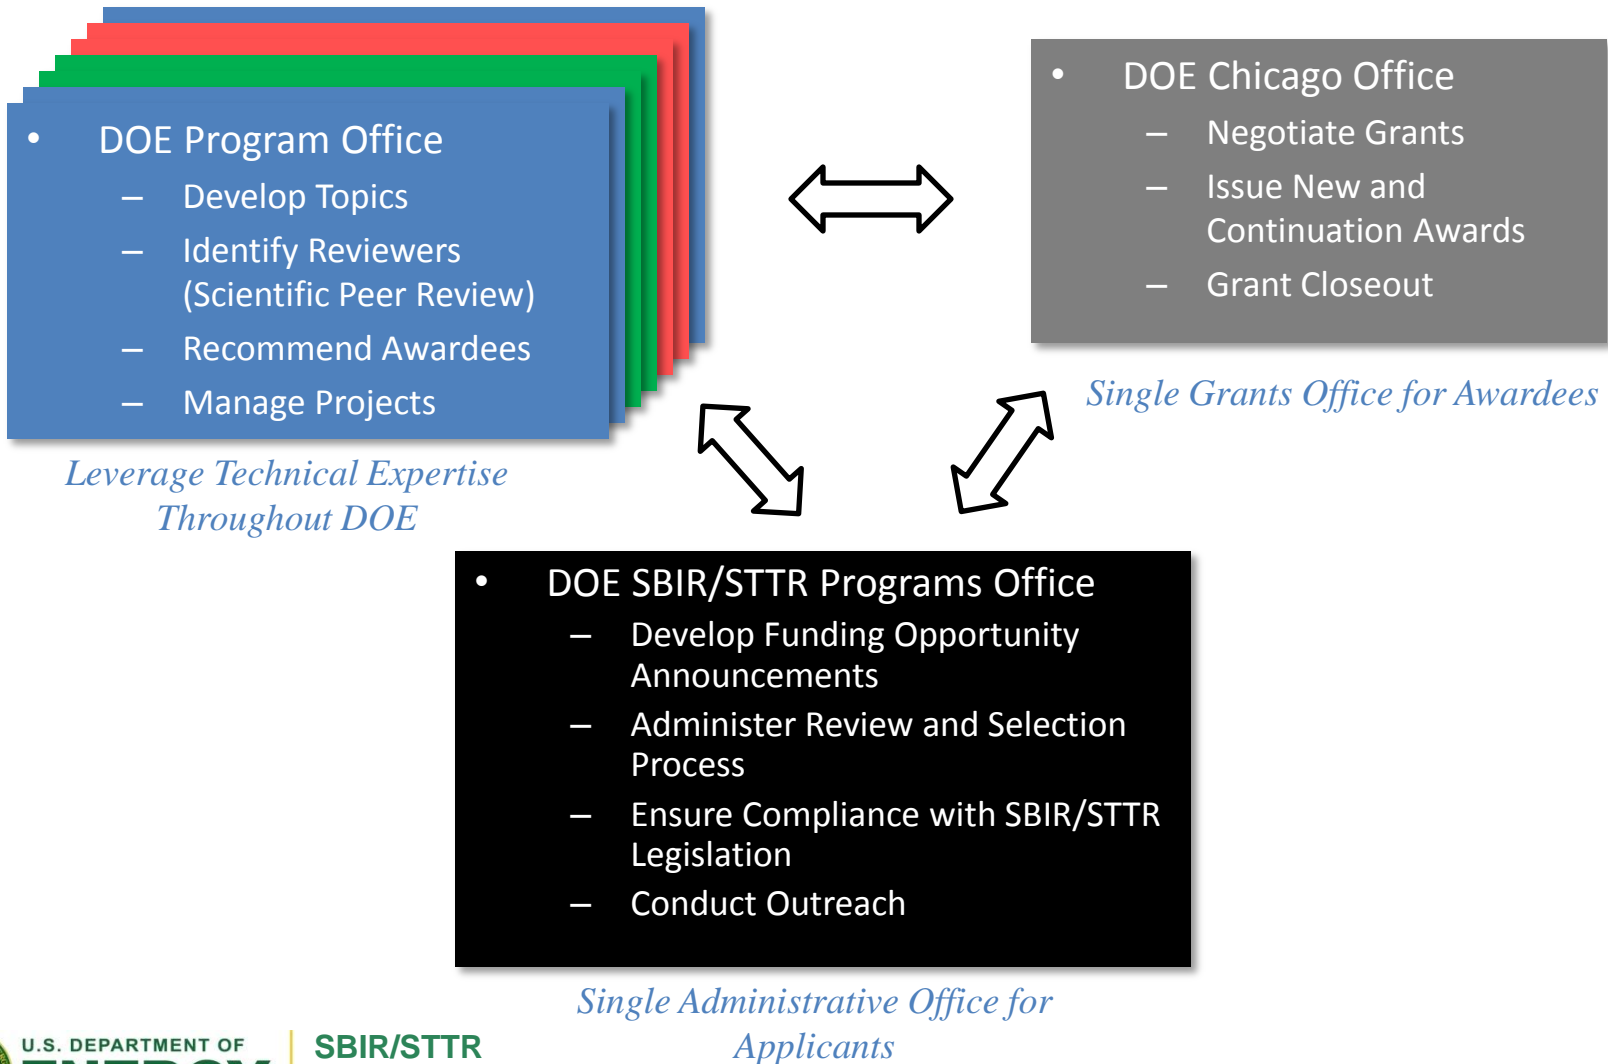 • DOE Program Office
– Develop Topics
– Identify Reviewers
(Scientific Peer Review)
– Recommend Awardees
– Manage Projects
Leverage Technical Expertise
Throughout DOE
• DOE Chicago Office
– Negotiate Grants
– Issue New and
Continuation Awards
– Grant Closeout
Single Grants Office for Awardees
• DOE SBIR/STTR Programs Office
– Develop Funding Opportunity
Announcements
– Administer Review and Selection
Process
– Ensure Compliance with SBIR/STTR
Legislation
– Conduct Outreach
Single Administrative Office for
Applicants
U.S. DEPARTMENT OF
ENERGY
SBIR/STTR